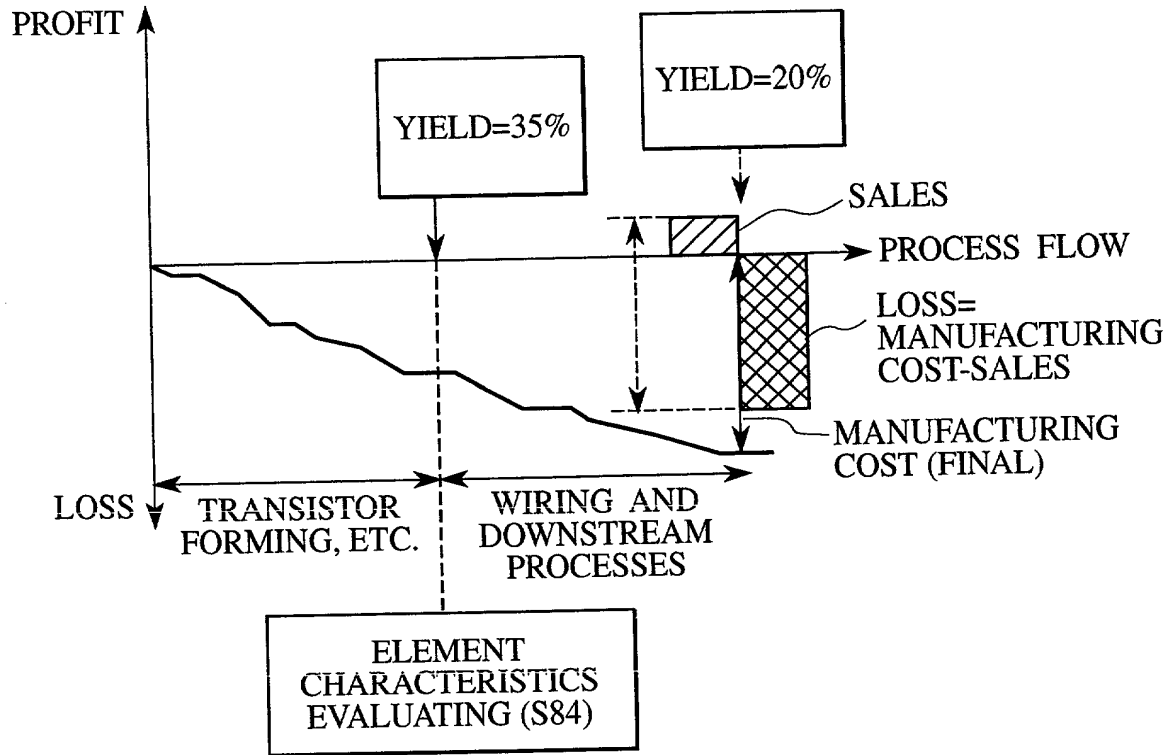 PROFIT
YIELD=35%
YIELD=20%
SALES
PROCESS FLOW
LOSS=
MANUFACTURING
COST-SALES
MANUFACTURING
COST (FINAL)
LOSS
TRANSISTOR
FORMING, ETC.
WIRING AND
DOWNSTREAM
PROCESSES
ELEMENT
CHARACTERISTICS
EVALUATING (S84)